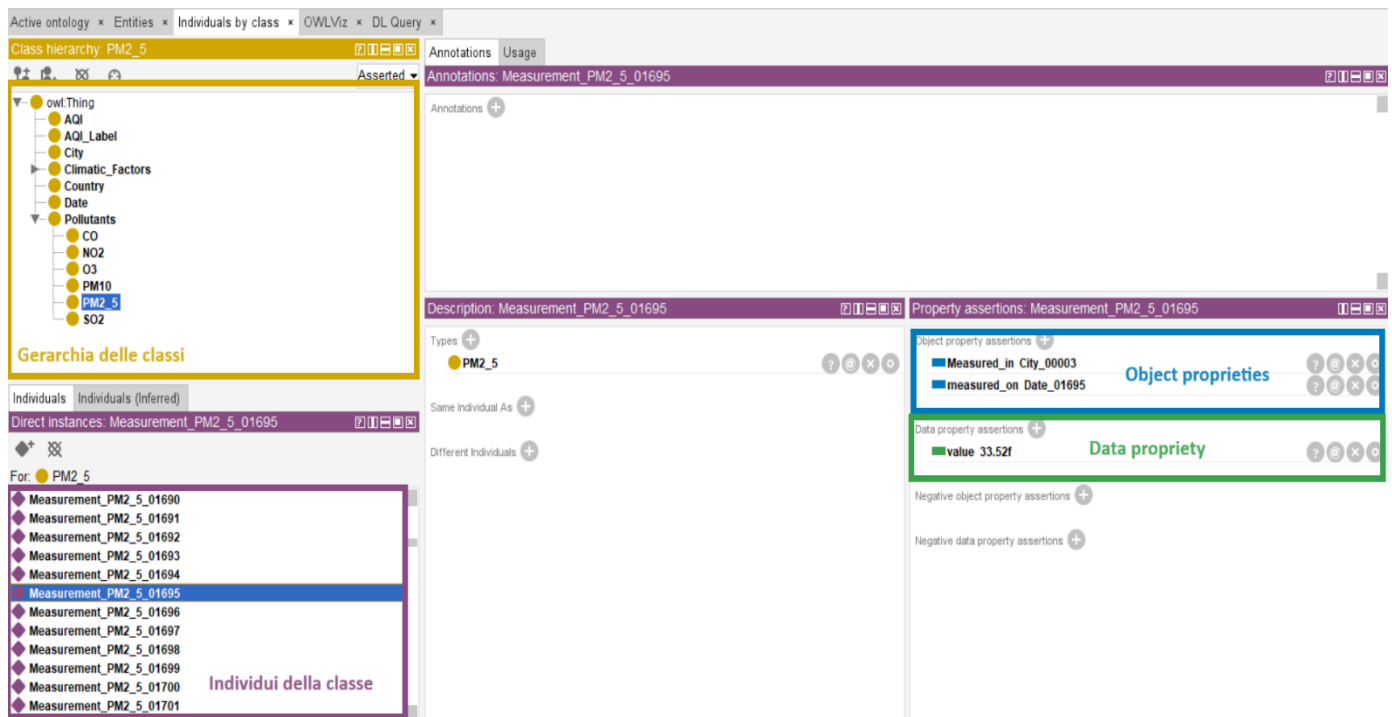 Active ontology × Entities × Individuals by class × OWLViz × DL Query ×
Class hierarchy: PM2_5
Asserted
owl:Thing
AQI
AQI_Label
City
Climatic_Factors
Country
Date
Pollutants
CO
NO2
O3
PM10
PM2_5
SO2
Gerarchia delle classi
Individuals Individuals (Inferred)
Direct instances: Measurement_PM2_5_01695
For: PM2_5
Measurement_PM2_5_01690
Measurement_PM2_5_01691
Measurement_PM2_5_01692
Measurement_PM2_5_01693
Measurement_PM2_5_01694
Measurement_PM2_5_01695
Measurement_PM2_5_01696
Measurement_PM2_5_01697
Measurement_PM2_5_01698
Measurement_PM2_5_01699
Measurement_PM2_5_01700
Measurement_PM2_5_01701
Individui della classe
Annotations Usage
Annotations: Measurement_PM2_5_01695
Annotations
Description: Measurement_PM2_5_01695
Types
PM2_5
Same Individual As
Different Individuals
Property assertions: Measurement_PM2_5_01695
Object property assertions
Measured_in City_00003
measured_on Date_01695
Object proprieties
Data property assertions
value 33.52f
Data propriety
Negative object property assertions
Negative data property assertions